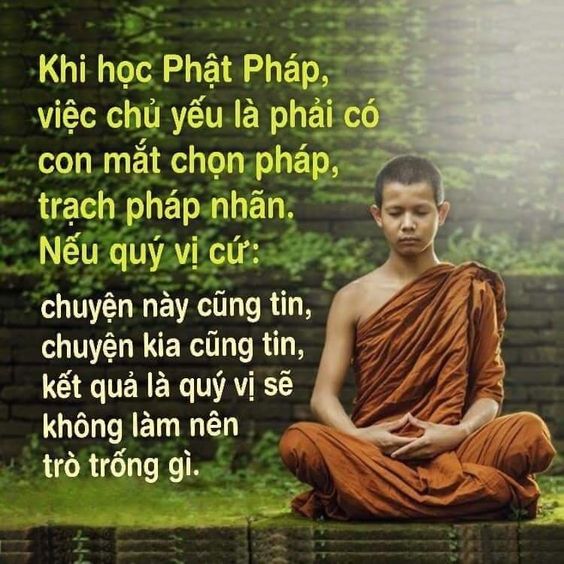 Khi học Phật Pháp,
việc chủ yếu là phải có
con mắt chọn pháp,
trạch pháp nhãn.
Nếu quý vị cứ:
chuyện này cũng tin,
chuyện kia cũng tin,
kết quả là quý vị sẽ
không làm nên
trò trống gì.